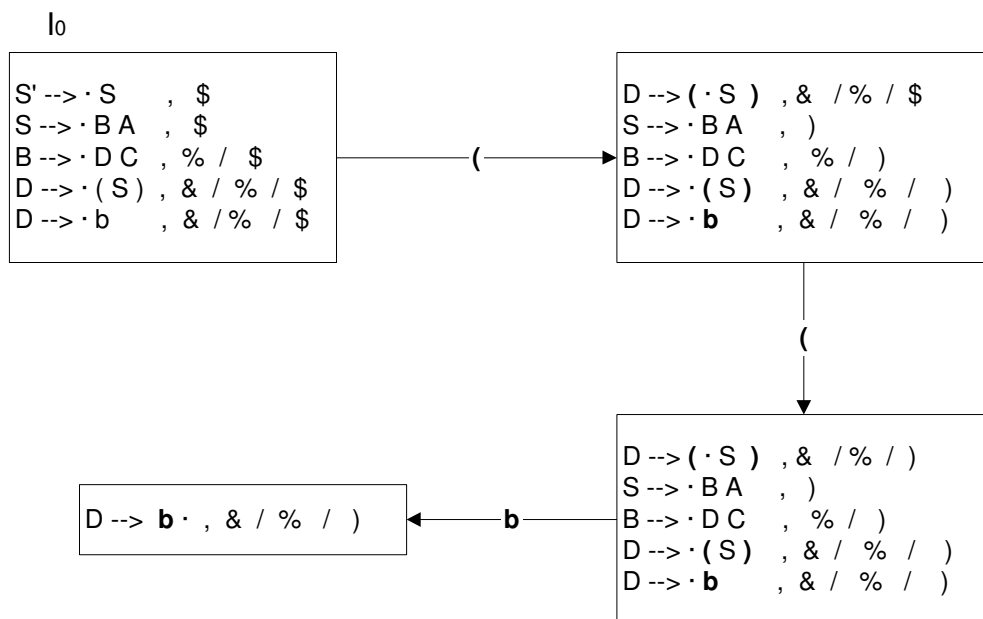 I0
S' --> · S , $
S --> · B A , $
B --> · D C , % / $
D --> · ( S ) , & / % / $
D --> · b , & / % / $
(
D --> ( · S ) , & / % / $
S --> · B A , )
B --> · D C , % / )
D --> · (S) , & / % / )
D --> · b , & / % / )
(
D --> ( · S ) , & / % / )
S --> · B A , )
B --> · D C , % / )
D --> · (S) , & / % / )
D --> · b , & / % / )
b
D --> b · , & / % / )